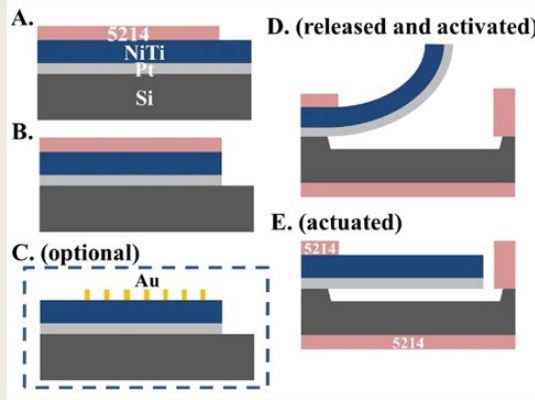 A.
5214
NiTi
Pt
Si
B.
C. (optional)
Au
D. (released and activated)
E. (actuated)
5214
5214